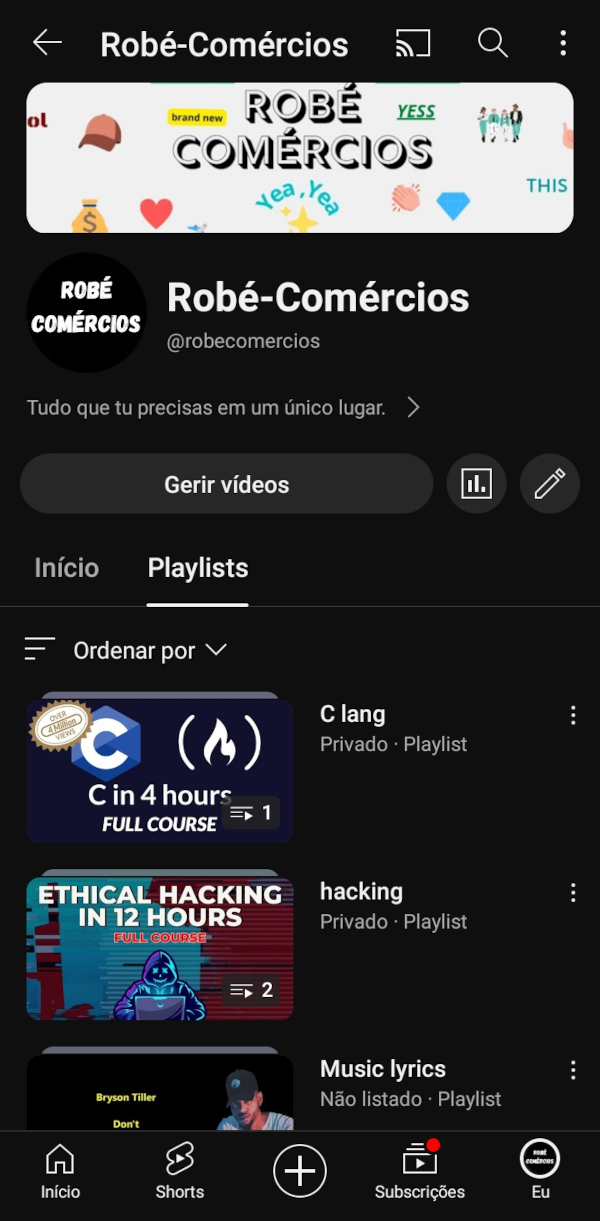 Robé-Comércios
ol
brand new
ROBÉ
YESS
COMÉRCIOS
Yea,Yea
THIS
ROBÉ
COMÉRCIOS
Robé-Comércios
@robecomercios
Tudo que tu precisas em um único lugar.
Gerir vídeos
Início
Playlists
Ordenar por
OVER
4 Million
VIEWS
C
C in 4 hours
FULL COURSE
1
C lang
Privado · Playlist
ETHICAL HACKING
IN 12 HOURS
FULL COURSE
2
hacking
Privado · Playlist
Bryson Tiller
Don't
Music lyrics
Não listado · Playlist
Início
Shorts
Subscrições
ROBÉ
COMÉRCIOS
Eu